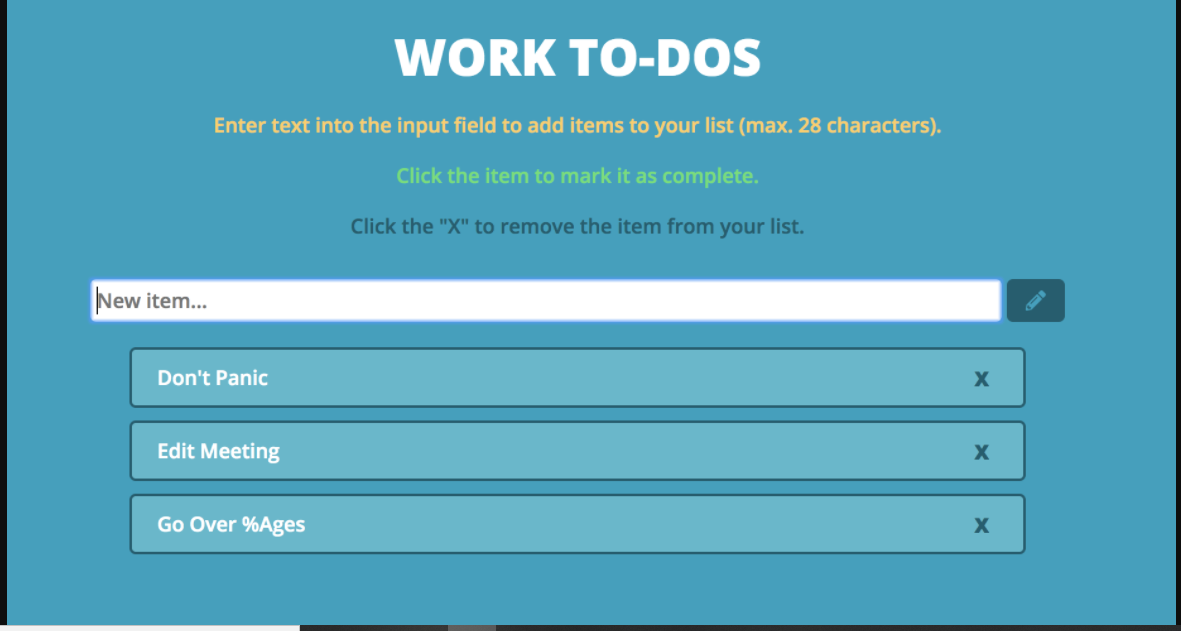 WORK TO-DOS
Enter text into the input field to add items to your list (max. 28 characters).
Click the item to mark it as complete.
Click the "X" to remove the item from your list.
New item...
Don't Panic X
Edit Meeting X
Go Over %Ages X